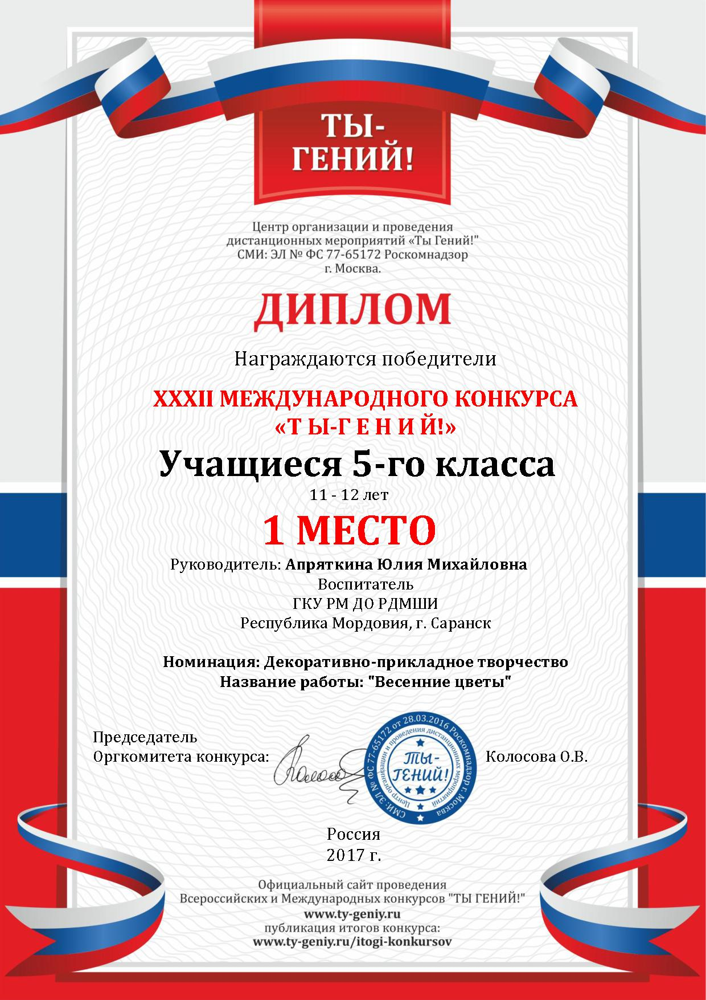 ТЫ-
ГЕНИЙ!
Центр организации и проведения
дистанционных мероприятий «Ты Гений!"
СМИ: ЭЛ № ФС 77-65172 Роскомнадзор
г. Москва.
ДИПЛОМ
Награждаются победители
XXXII МЕЖДУНАРОДНОГО КОНКУРСА
«Т Ы-Г Е Н И Й!»
Учащиеся 5-го класса
11 - 12 лет
1 МЕСТО
Руководитель: Апряткина Юлия Михайловна
Воспитатель
ГКУ РМ ДО РДМШИ
Республика Мордовия, г. Саранск
Номинация: Декоративно-прикладное творчество
Название работы: "Весенние цветы"
Председатель
Оргкомитета конкурса:
Колосова О.В.
СМИ: ЭЛ № ФС 77-65172 от 28.03.2016 Роскомнадзор г. Москва
Центр организации и проведения дистанционных мероприятий
ТЫ-
ГЕНИЙ!
Россия
2017 г.
Официальный сайт проведения
Всероссийских и Международных конкурсов "ТЫ ГЕНИЙ!"
www.ty-geniy.ru
публикация итогов конкурса:
www.ty-geniy.ru/itogi-konkursov